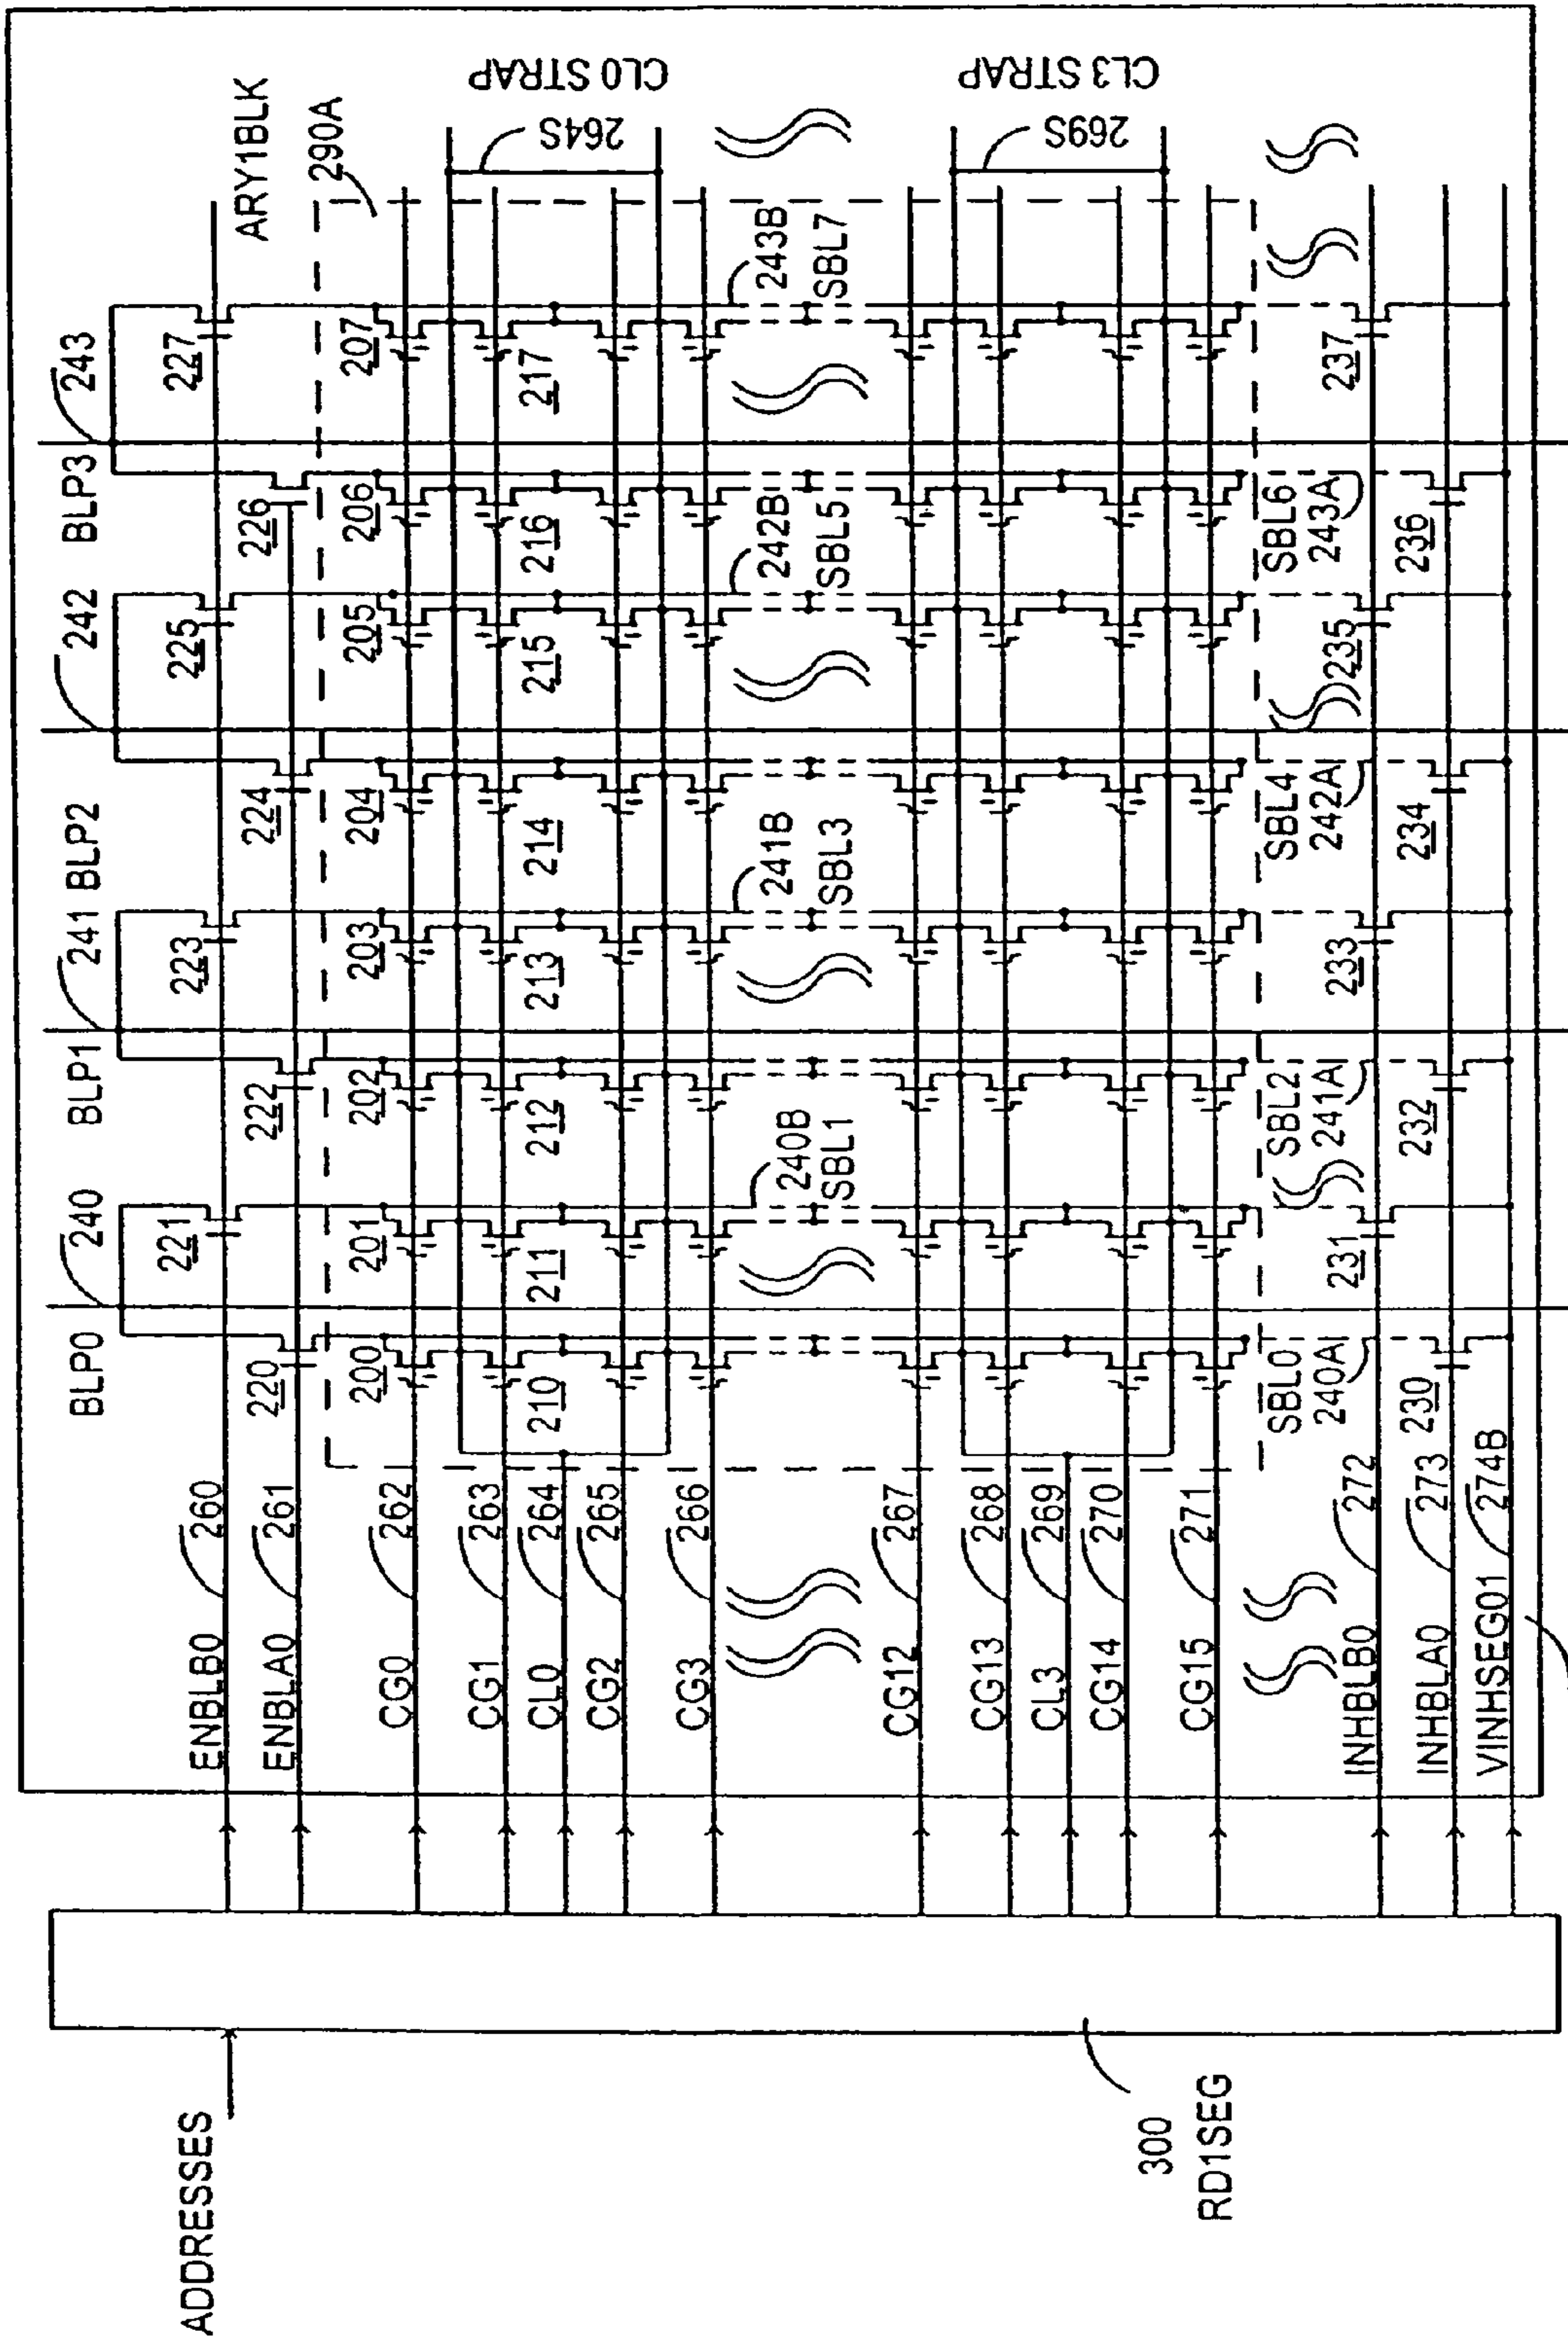 ADDRESSES
300
RD1SEG
BLP0 240
BLP1 241
BLP2 242
BLP3 243
ENBLB0 260
221 223 225 227
ARY1BLK
ENBLA0 261
220 222 224 226
290A
CG0 262
200 201 202 203 204 205 206 207
CG1 263
CL0 264
210 211 212 213 214 215 216 217
CG2 265
264S
CL0 STRAP
CG3 266
240B 241B 242B 243B
SBL1 SBL3 SBL5 SBL7
CG12 267
CG13 268
CL3 269
CG14 270
269S
CL3 STRAP
CG15 271
SBL0 SBL2 SBL4 SBL6
240A 241A 242A 243A
INHBLB0 272
231 233 235 237
INHBLA0 273
230 232 234 236
VINHSEG01 274B